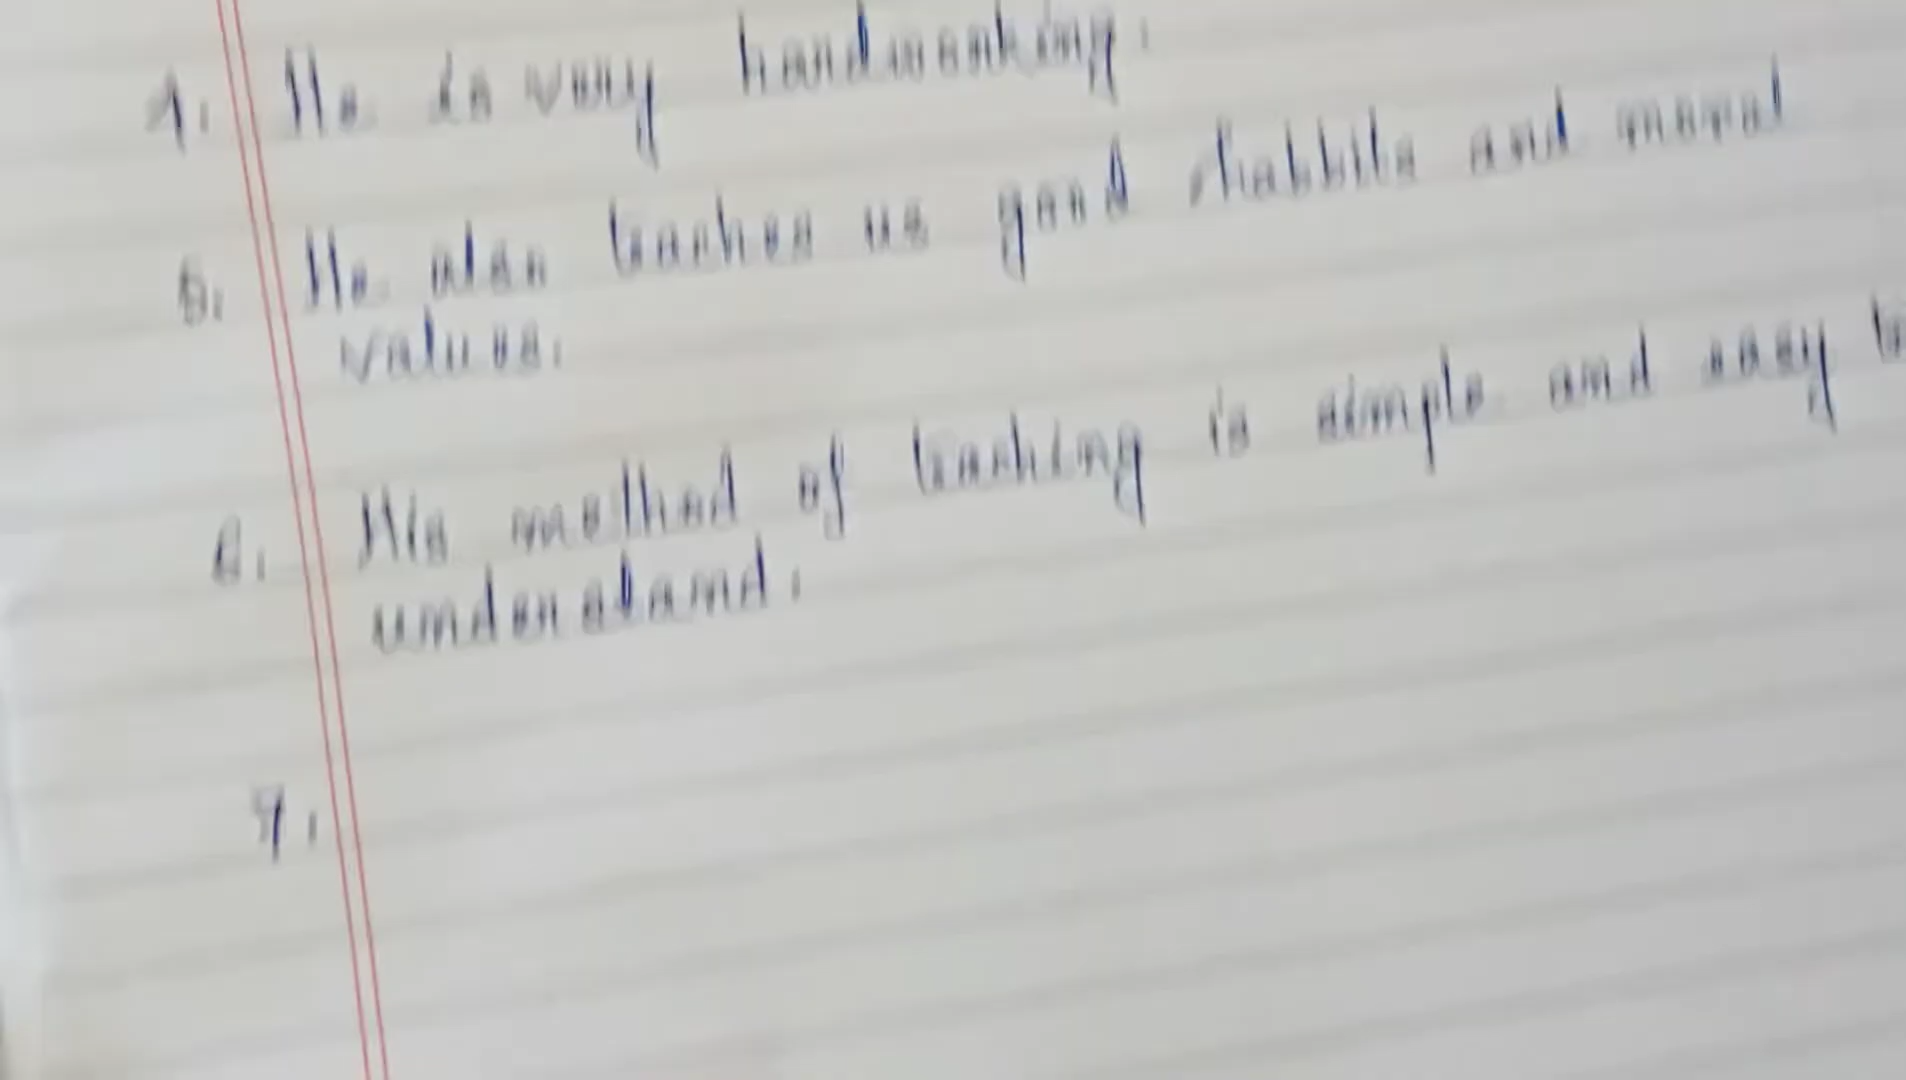 4. He is very hardworking.
5. He also teaches us good habbits and moral
values.
6. His method of teaching is simple and easy to
understand.
7.